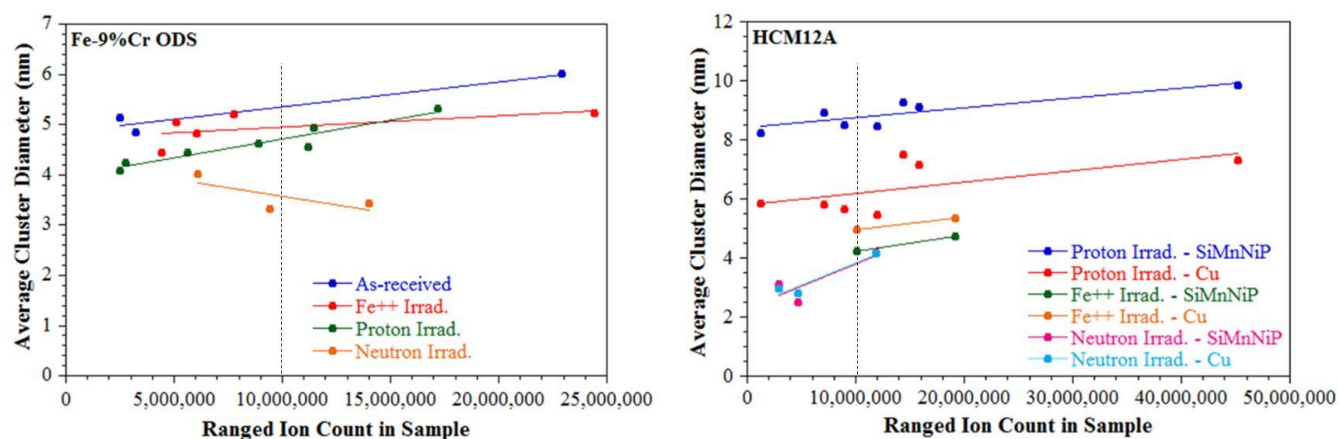 Fe-9%Cr ODS
Average Cluster Diameter (nm)
7
6
5
4
3
2
1
0
As-received
Fe++ Irrad.
Proton Irrad.
Neutron Irrad.
0
5,000,000
10,000,000
15,000,000
20,000,000
25,000,000
Ranged Ion Count in Sample
HCM12A
Average Cluster Diameter (nm)
12
10
8
6
4
2
0
Proton Irrad. - SiMnNiP
Proton Irrad. - Cu
Fe++ Irrad. - SiMnNiP
Fe++ Irrad. - Cu
Neutron Irrad. - SiMnNiP
Neutron Irrad. - Cu
0
10,000,000
20,000,000
30,000,000
40,000,000
50,000,000
Ranged Ion Count in Sample